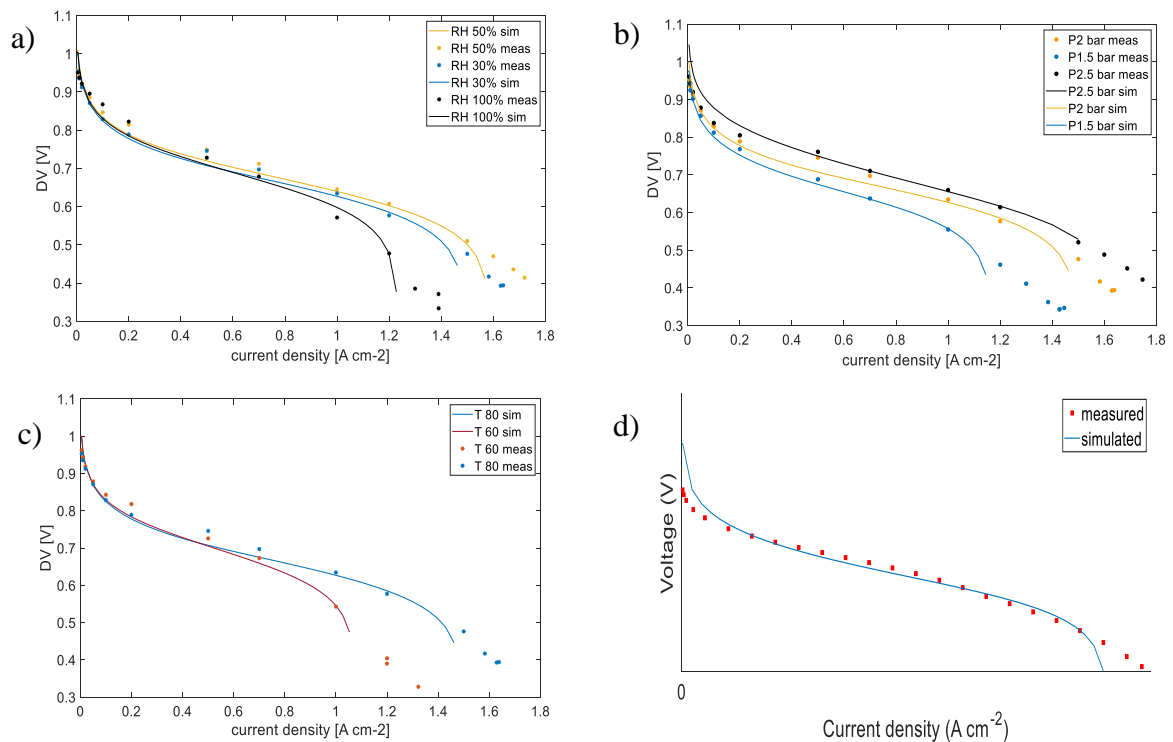 a)
1.1
1
0.9
0.8
0.7
0.6
0.5
0.4
0.3
DV [V]
0 0.2 0.4 0.6 0.8 1 1.2 1.4 1.6 1.8
current density [A cm-2]
RH 50% sim
RH 50% meas
RH 30% meas
RH 30% sim
RH 100% meas
RH 100% sim
b)
1.1
1
0.9
0.8
0.7
0.6
0.5
0.4
0.3
DV [V]
0 0.2 0.4 0.6 0.8 1 1.2 1.4 1.6 1.8
current density [A cm-2]
P2 bar meas
P1.5 bar meas
P2.5 bar meas
P2.5 bar sim
P2 bar sim
P1.5 bar sim
c)
1.1
1
0.9
0.8
0.7
0.6
0.5
0.4
0.3
DV [V]
0 0.2 0.4 0.6 0.8 1 1.2 1.4 1.6 1.8
current density [A cm-2]
T 80 sim
T 60 sim
T 60 meas
T 80 meas
d)
Voltage (V)
0
Current density (A cm⁻²)
measured
simulated